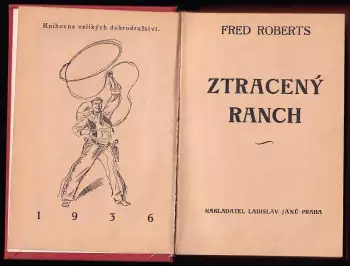 Knihovna velikých dobrodružství.
1 9 3 6
FRED ROBERTS
ZTRACENÝ
RANCH
NAKLADATEL LADISLAV JANŮ PRAHA